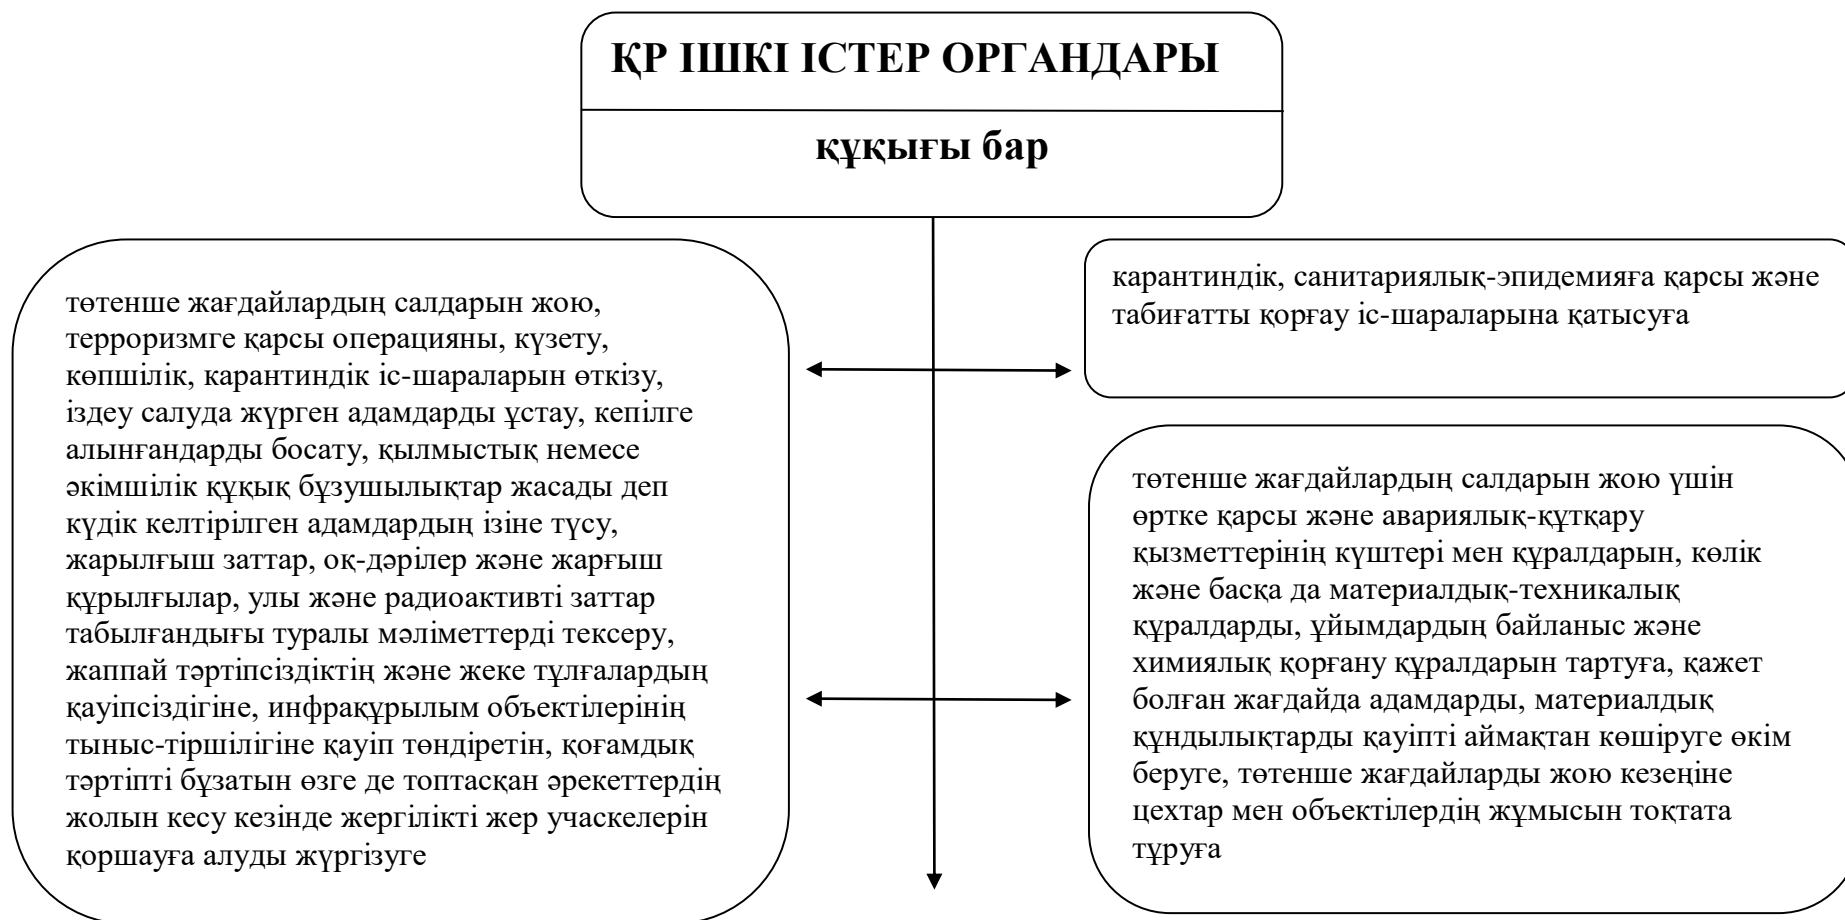 ҚР ІШКІ ІСТЕР ОРГАНДАРЫ
құқығы бар
төтенше жағдайлардың салдарын жою,
терроризмге қарсы операцияны, күзету,
көпшілік, карантиндік іс-шараларын өткізу,
іздеу салуда жүрген адамдарды ұстау, кепілге
алынғандарды босату, қылмыстық немесе
әкімшілік құқық бұзушылықтар жасады деп
күдік келтірілген адамдардың ізіне түсу,
жарылғыш заттар, оқ-дәрілер және жарғыш
құрылғылар, улы және радиоактивті заттар
табылғандығы туралы мәліметтерді тексеру,
жаппай тәртіпсіздіктің және жеке тұлғалардың
қауіпсіздігіне, инфрақұрылым объектілерінің
тыныс-тіршілігіне қауіп төндіретін, қоғамдық
тәртіпті бұзатын өзге де топтасқан әрекеттердің
жолын кесу кезінде жергілікті жер учаскелерін
қоршауға алуды жүргізуге
карантиндік, санитариялық-эпидемияға қарсы және
табиғатты қорғау іс-шараларына қатысуға
төтенше жағдайлардың салдарын жою үшін
өртке қарсы және авариялық-құтқару
қызметтерінің күштері мен құралдарын, көлік
және басқа да материалдық-техникалық
құралдарды, ұйымдардың байланыс және
химиялық қорғану құралдарын тартуға, қажет
болған жағдайда адамдарды, материалдық
құндылықтарды қауіпті аймақтан көшіруге өкім
беруге, төтенше жағдайларды жою кезеңіне
цехтар мен объектілердің жұмысын тоқтата
тұруға